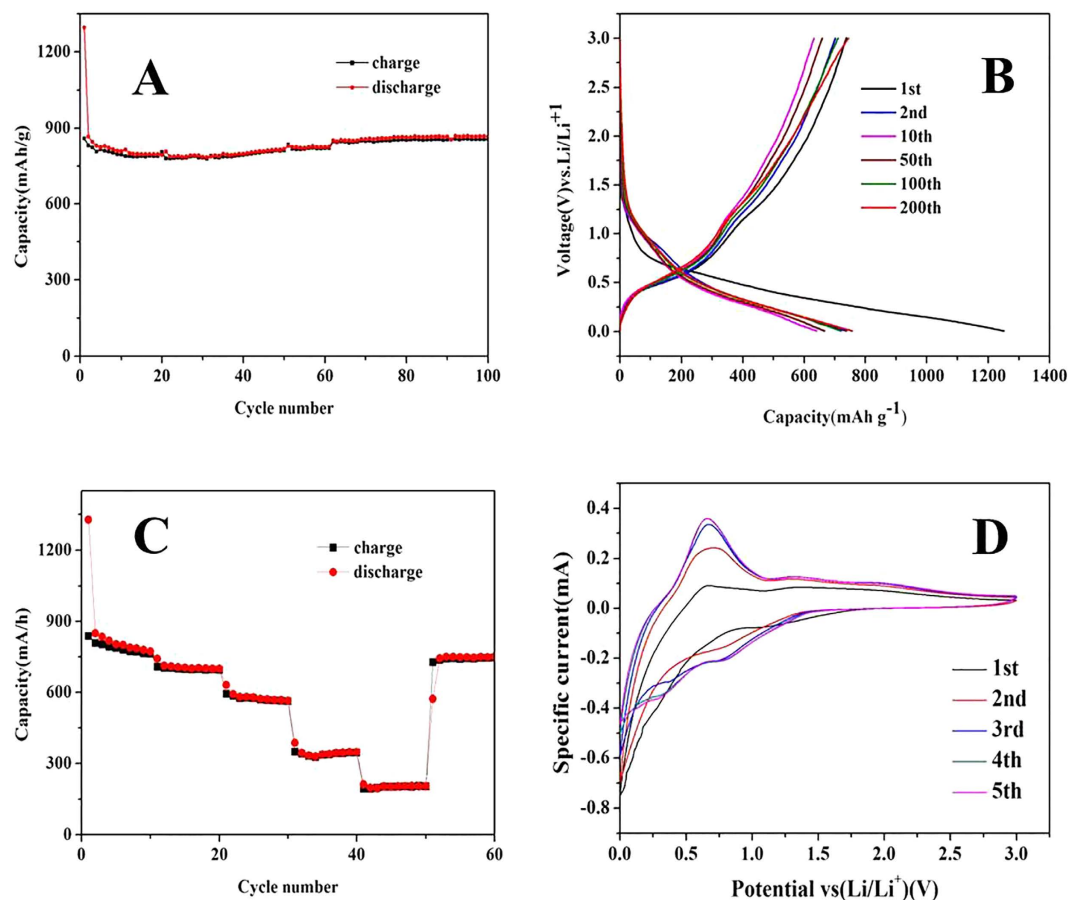 A
charge
discharge
Capacity(mAh/g)
1200
900
600
300
0
0 20 40 60 80 100
Cycle number
B
1st
2nd
10th
50th
100th
200th
Voltage(V)vs.Li/Li+1
3.0
2.5
2.0
1.5
1.0
0.5
0.0
0 200 400 600 800 1000 1200 1400
Capacity(mAh g-1)
C
charge
discharge
Capacity(mA/h)
1200
900
600
300
0
0 20 40 60
Cycle number
D
1st
2nd
3rd
4th
5th
Specific current(mA)
0.4
0.2
0.0
-0.2
-0.4
-0.6
-0.8
0.0 0.5 1.0 1.5 2.0 2.5 3.0
Potential vs(Li/Li+)(V)